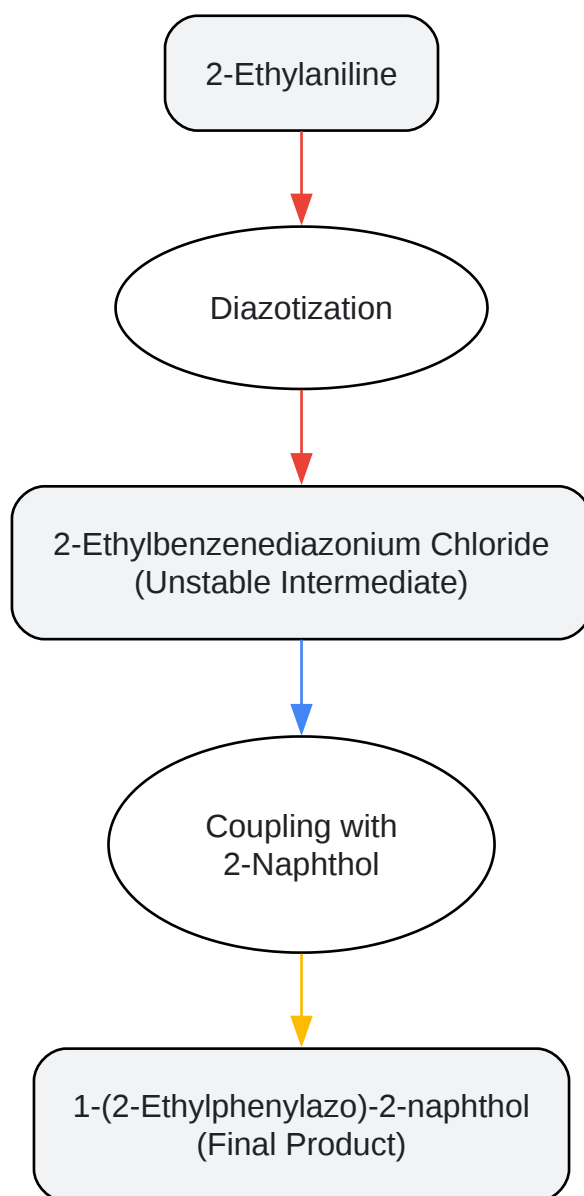 2-Ethylaniline
Diazotization
2-Ethylbenzenediazonium Chloride
(Unstable Intermediate)
Coupling with
2-Naphthol
1-(2-Ethylphenylazo)-2-naphthol
(Final Product)